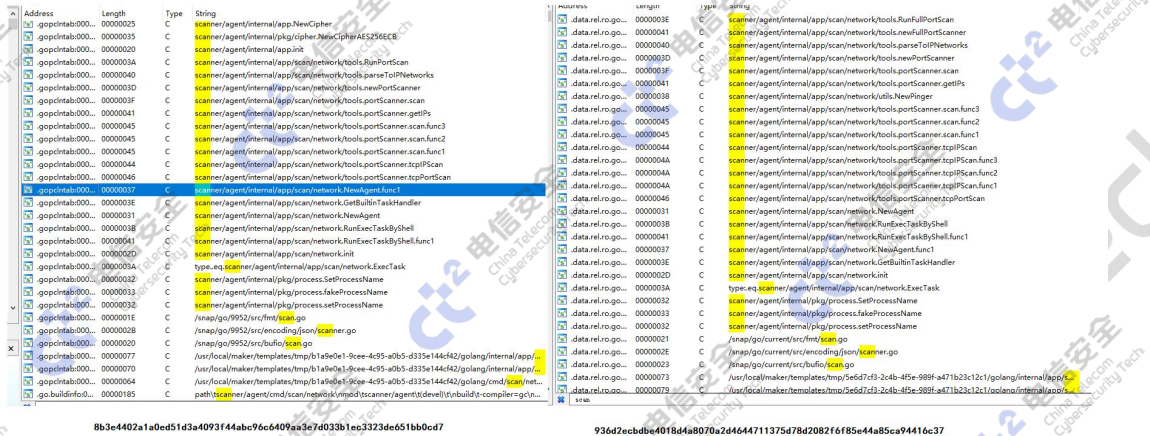 Address Length Type String
.gopclntab:000... 00000025 C scanner/agent/internal/app.NewCipher
.gopclntab:000... 00000035 C scanner/agent/internal/pkg/cipher.NewCipherAES256ECB
.gopclntab:000... 00000020 C scanner/agent/internal/app.init
.gopclntab:000... 0000003A C scanner/agent/internal/app/scan/network/tools.RunPortScan
.gopclntab:000... 00000040 C scanner/agent/internal/app/scan/network/tools.parseToIPNetworks
.gopclntab:000... 0000003D C scanner/agent/internal/app/scan/network/tools.newPortScanner
.gopclntab:000... 0000003F C scanner/agent/internal/app/scan/network/tools.portScanner.scan
.gopclntab:000... 00000041 C scanner/agent/internal/app/scan/network/tools.portScanner.getIPs
.gopclntab:000... 00000045 C scanner/agent/internal/app/scan/network/tools.portScanner.scan.func3
.gopclntab:000... 00000045 C scanner/agent/internal/app/scan/network/tools.portScanner.scan.func2
.gopclntab:000... 00000045 C scanner/agent/internal/app/scan/network/tools.portScanner.scan.func1
.gopclntab:000... 00000044 C scanner/agent/internal/app/scan/network/tools.portScanner.tcpIPScan
.gopclntab:000... 00000046 C scanner/agent/internal/app/scan/network/tools.portScanner.tcpPortScan
.gopclntab:000... 00000037 C scanner/agent/internal/app/scan/network.NewAgent.func1
.gopclntab:000... 0000003E C scanner/agent/internal/app/scan/network.GetBuiltinTaskHandler
.gopclntab:000... 00000031 C scanner/agent/internal/app/scan/network.NewAgent
.gopclntab:000... 0000003B C scanner/agent/internal/app/scan/network.RunExecTaskByShell
.gopclntab:000... 00000041 C scanner/agent/internal/app/scan/network.RunExecTaskByShell.func1
.gopclntab:000... 0000002D C scanner/agent/internal/app/scan/network.init
.gopclntab:000... 0000003A C type:.eq.scanner/agent/internal/app/scan/network.ExecTask
.gopclntab:000... 00000032 C scanner/agent/internal/pkg/process.SetProcessName
.gopclntab:000... 00000033 C scanner/agent/internal/pkg/process.fakeProcessName
.gopclntab:000... 00000032 C scanner/agent/internal/pkg/process.setProcessName
.gopclntab:000... 0000001E C /snap/go/9952/src/fmt/scan.go
.gopclntab:000... 0000002B C /snap/go/9952/src/encoding/json/scanner.go
.gopclntab:000... 00000020 C /snap/go/9952/src/bufio/scan.go
.gopclntab:000... 00000077 C /usr/local/maker/templates/tmp/b1a9e0e1-9cee-4c95-a0b5-d335e144cf42/golang/internal/app/...
.gopclntab:000... 00000070 C /usr/local/maker/templates/tmp/b1a9e0e1-9cee-4c95-a0b5-d335e144cf42/golang/internal/app/...
.gopclntab:000... 00000064 C /usr/local/maker/templates/tmp/b1a9e0e1-9cee-4c95-a0b5-d335e144cf42/golang/cmd/scan/net...
.go.buildinfo:0... 00000185 C path\tscanner/agent/cmd/scan/network\nmod\tscanner/agent\t(devel)\t\nbuild\t-compiler=gc\n...
8b3e4402a1a0ed51d3a4093f44abc96c6409aa3e7d033b1ec3323de651bb0cd7
Address Length Type String
.data.rel.ro.go... 0000003E C scanner/agent/internal/app/scan/network/tools.RunFullPortScan
.data.rel.ro.go... 00000041 C scanner/agent/internal/app/scan/network/tools.newFullPortScanner
.data.rel.ro.go... 00000040 C scanner/agent/internal/app/scan/network/tools.parseToIPNetworks
.data.rel.ro.go... 0000003D C scanner/agent/internal/app/scan/network/tools.newPortScanner
.data.rel.ro.go... 0000003F C scanner/agent/internal/app/scan/network/tools.portScanner.scan
.data.rel.ro.go... 00000041 C scanner/agent/internal/app/scan/network/tools.portScanner.getIPs
.data.rel.ro.go... 00000038 C scanner/agent/internal/app/scan/network/utils.NewPinger
.data.rel.ro.go... 00000045 C scanner/agent/internal/app/scan/network/tools.portScanner.scan.func3
.data.rel.ro.go... 00000045 C scanner/agent/internal/app/scan/network/tools.portScanner.scan.func2
.data.rel.ro.go... 00000045 C scanner/agent/internal/app/scan/network/tools.portScanner.scan.func1
.data.rel.ro.go... 00000044 C scanner/agent/internal/app/scan/network/tools.portScanner.tcpIPScan
.data.rel.ro.go... 0000004A C scanner/agent/internal/app/scan/network/tools.portScanner.tcpIPScan.func3
.data.rel.ro.go... 0000004A C scanner/agent/internal/app/scan/network/tools.portScanner.tcpIPScan.func2
.data.rel.ro.go... 0000004A C scanner/agent/internal/app/scan/network/tools.portScanner.tcpIPScan.func1
.data.rel.ro.go... 00000046 C scanner/agent/internal/app/scan/network/tools.portScanner.tcpPortScan
.data.rel.ro.go... 00000031 C scanner/agent/internal/app/scan/network.NewAgent
.data.rel.ro.go... 0000003B C scanner/agent/internal/app/scan/network.RunExecTaskByShell
.data.rel.ro.go... 00000041 C scanner/agent/internal/app/scan/network.RunExecTaskByShell.func1
.data.rel.ro.go... 00000037 C scanner/agent/internal/app/scan/network.NewAgent.func1
.data.rel.ro.go... 0000003E C scanner/agent/internal/app/scan/network.GetBuiltinTaskHandler
.data.rel.ro.go... 0000002D C scanner/agent/internal/app/scan/network.init
.data.rel.ro.go... 0000003A C type:.eq.scanner/agent/internal/app/scan/network.ExecTask
.data.rel.ro.go... 00000032 C scanner/agent/internal/pkg/process.SetProcessName
.data.rel.ro.go... 00000033 C scanner/agent/internal/pkg/process.fakeProcessName
.data.rel.ro.go... 00000032 C scanner/agent/internal/pkg/process.setProcessName
.data.rel.ro.go... 00000021 C /snap/go/current/src/fmt/scan.go
.data.rel.ro.go... 0000002E C /snap/go/current/src/encoding/json/scanner.go
.data.rel.ro.go... 00000023 C /snap/go/current/src/bufio/scan.go
.data.rel.ro.go... 00000073 C /usr/local/maker/templates/tmp/5e6d7cf3-2c4b-4f5e-989f-a471b23c12c1/golang/internal/app/s...
.data.rel.ro.go... 00000079 C /usr/local/maker/templates/tmp/5e6d7cf3-2c4b-4f5e-989f-a471b23c12c1/golang/internal/app/s...
scan
936d2ecbdbe4018d4a8070a2d4644711375d78d2082f6f85e44a85ca94416c37